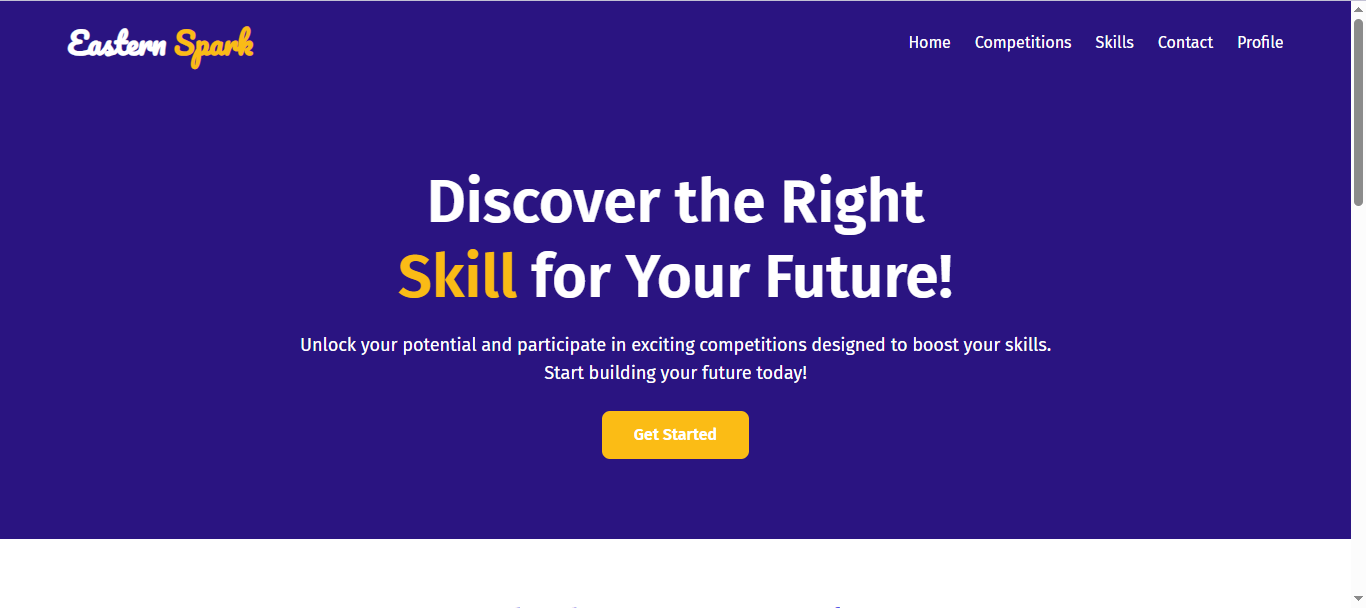 Eastern Spark
Home Competitions Skills Contact Profile
Discover the Right
Skill for Your Future!
Unlock your potential and participate in exciting competitions designed to boost your skills.
Start building your future today!
Get Started